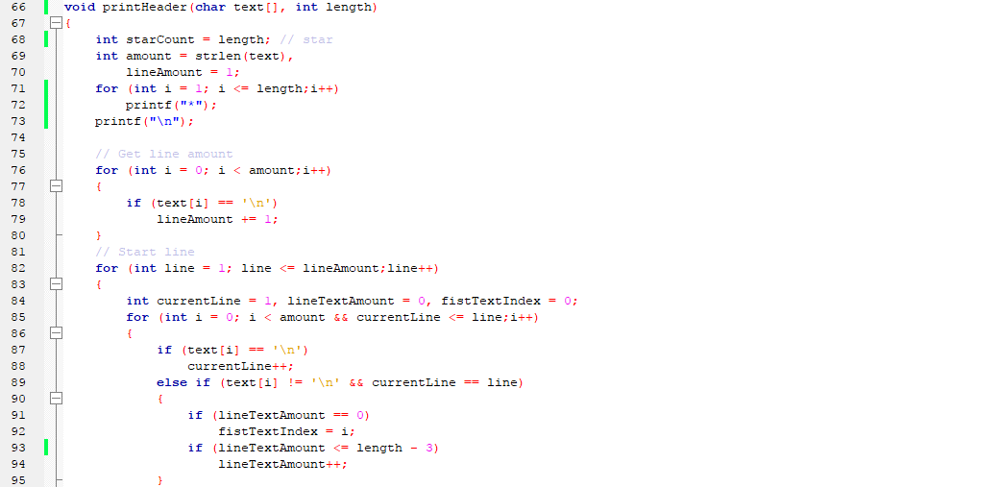 66 void printHeader(char text[], int length)
67 {
68     int starCount = length; // star
69     int amount = strlen(text),
70         lineAmount = 1;
71     for (int i = 1; i <= length;i++)
72         printf("*");
73     printf("\n");
74
75     // Get line amount
76     for (int i = 0; i < amount;i++)
77     {
78         if (text[i] == '\n')
79             lineAmount += 1;
80     }
81     // Start line
82     for (int line = 1; line <= lineAmount;line++)
83     {
84         int currentLine = 1, lineTextAmount = 0, fistTextIndex = 0;
85         for (int i = 0; i < amount && currentLine <= line;i++)
86         {
87             if (text[i] == '\n')
88                 currentLine++;
89             else if (text[i] != '\n' && currentLine == line)
90             {
91                 if (lineTextAmount == 0)
92                     fistTextIndex = i;
93                 if (lineTextAmount <= length - 3)
94                     lineTextAmount++;
95             }